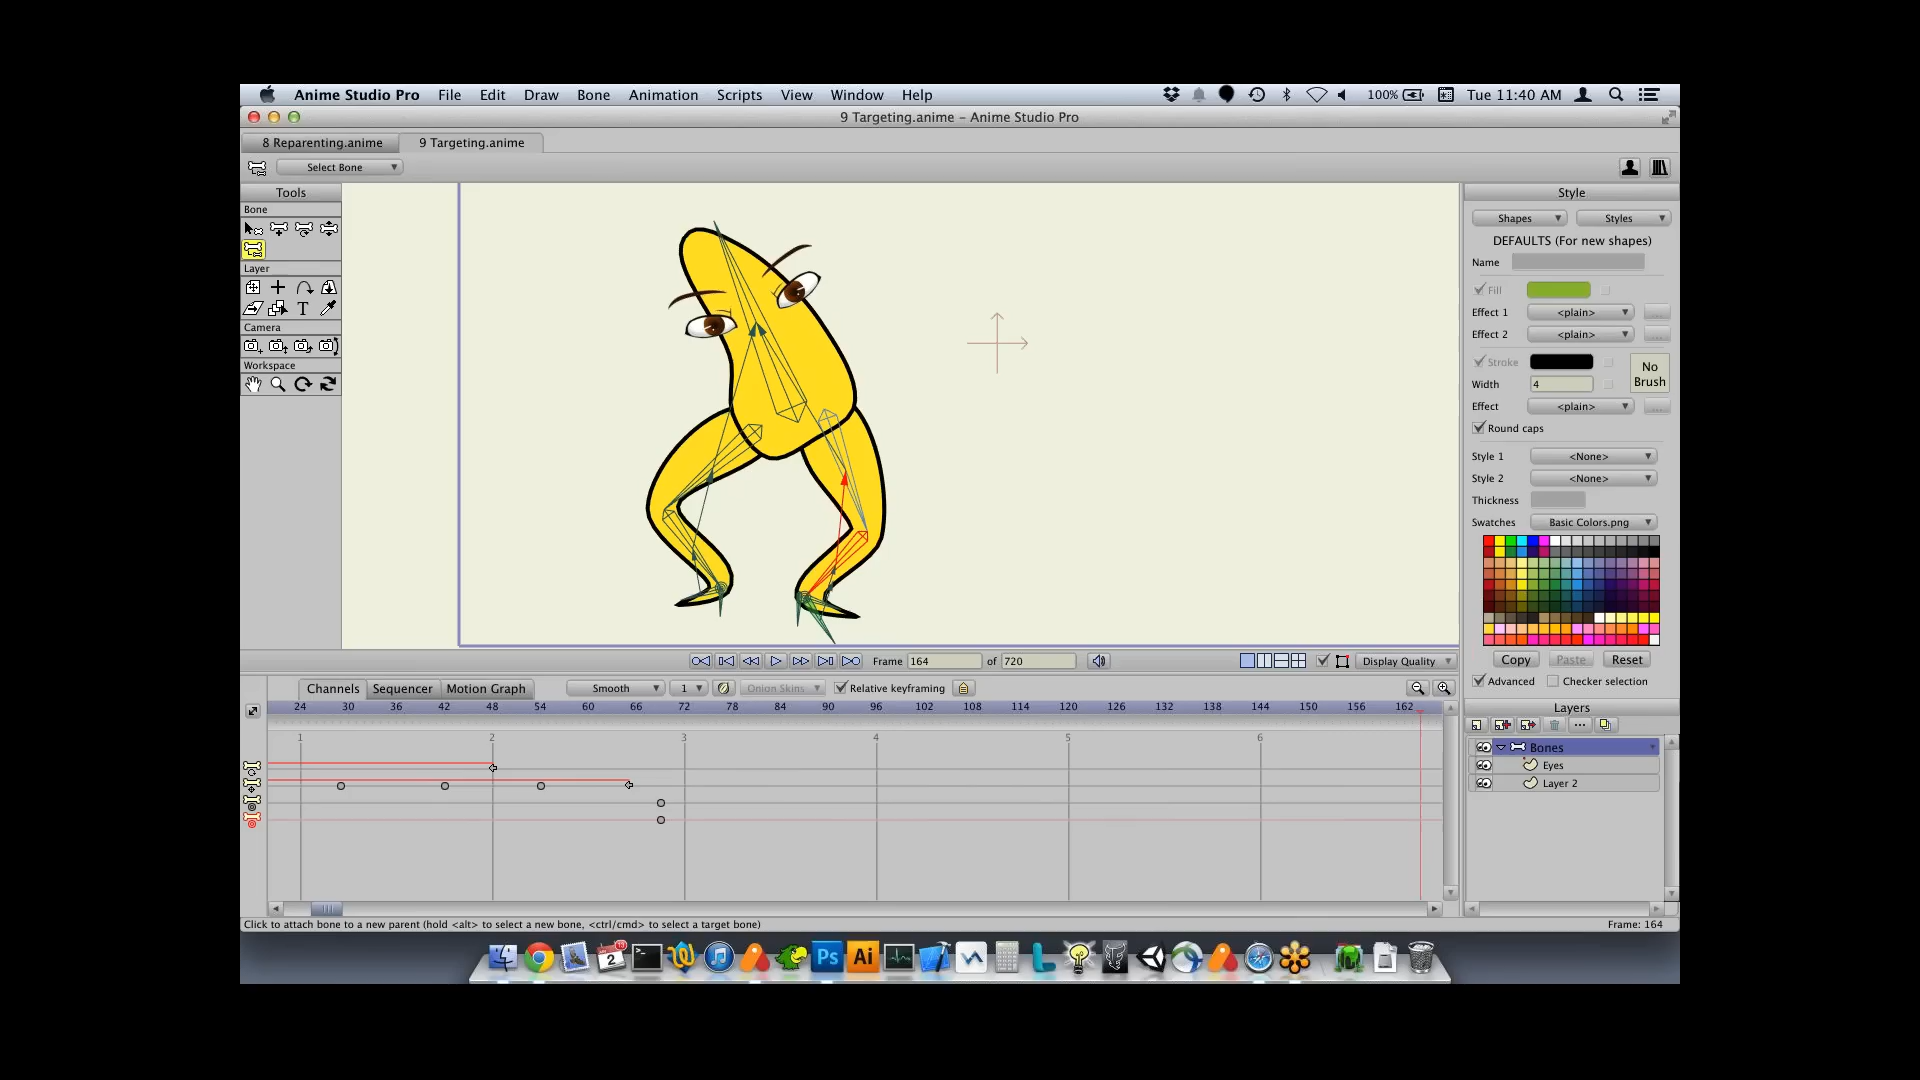 Anime Studio Pro File Edit Draw Bone Animation Scripts View Window Help 100% Tue 11:40 AM
9 Targeting.anime – Anime Studio Pro
8 Reparenting.anime 9 Targeting.anime
Select Bone
Tools
Bone
Layer
T
Camera
Workspace
Style
Shapes Styles
DEFAULTS (For new shapes)
Name
Fill
Effect 1 <plain> ...
Effect 2 <plain> ...
Stroke
No Brush
Width 4
Effect <plain> ...
Round caps
Style 1 <None>
Style 2 <None>
Thickness
Swatches Basic Colors.png
Copy Paste Reset
Advanced Checker selection
Frame 164 of 720 Display Quality
Channels Sequencer Motion Graph Smooth 1 Onion Skins Relative keyframing
24 30 36 42 48 54 60 66 72 78 84 90 96 102 108 114 120 126 132 138 144 150 156 162
1 2 3 4 5 6
Layers
Bones
Eyes
Layer 2
Click to attach bone to a new parent (hold <alt> to select a new bone, <ctrl/cmd> to select a target bone) Frame: 164
2 Ps Ai